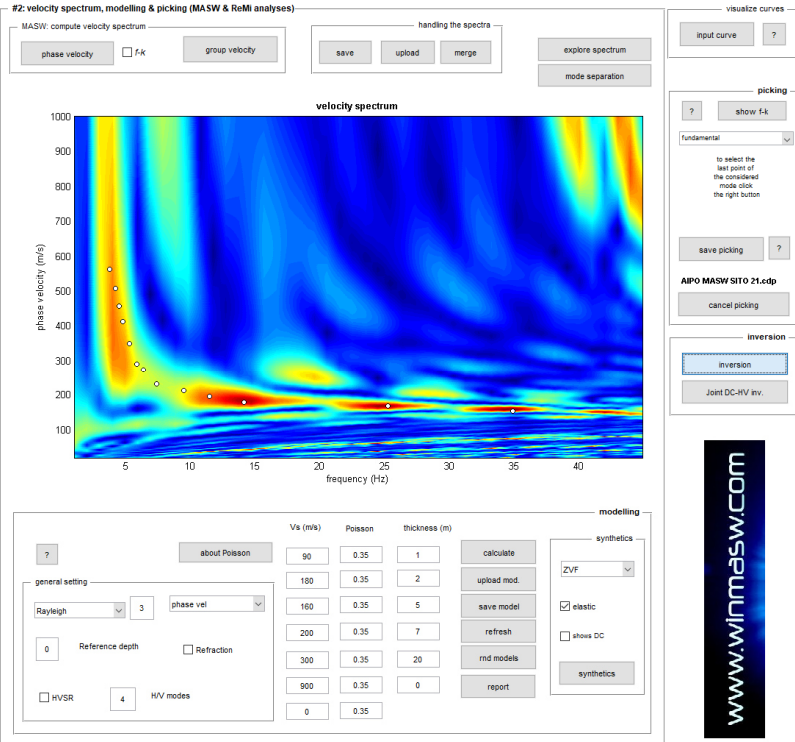 #2: velocity spectrum, modelling & picking (MASW & ReMi analyses)
visualize curves
MASW: compute velocity spectrum
handling the spectra
phase velocity
f-k
group velocity
save
upload
merge
explore spectrum
mode separation
input curve
?
picking
?
show f-k
fundamental
to select the
last point of
the considered
mode click
the right button
save picking
?
AIPO MASW SITO 21.cdp
cancel picking
inversion
inversion
Joint DC-HV inv.
velocity spectrum
1000
900
800
700
600
500
400
300
200
100
phase velocity (m/s)
5
10
15
20
25
30
35
40
frequency (Hz)
www.winmasw.com
modelling
Vs (m/s)
Poisson
thickness (m)
?
about Poisson
90
0.35
1
calculate
180
0.35
2
upload mod.
160
0.35
5
save model
200
0.35
7
refresh
300
0.35
20
rnd models
900
0.35
0
report
0
0.35
general setting
Rayleigh
3
phase vel
0
Reference depth
Refraction
HVSR
4
H/V modes
synthetics
ZVF
elastic
shows DC
synthetics